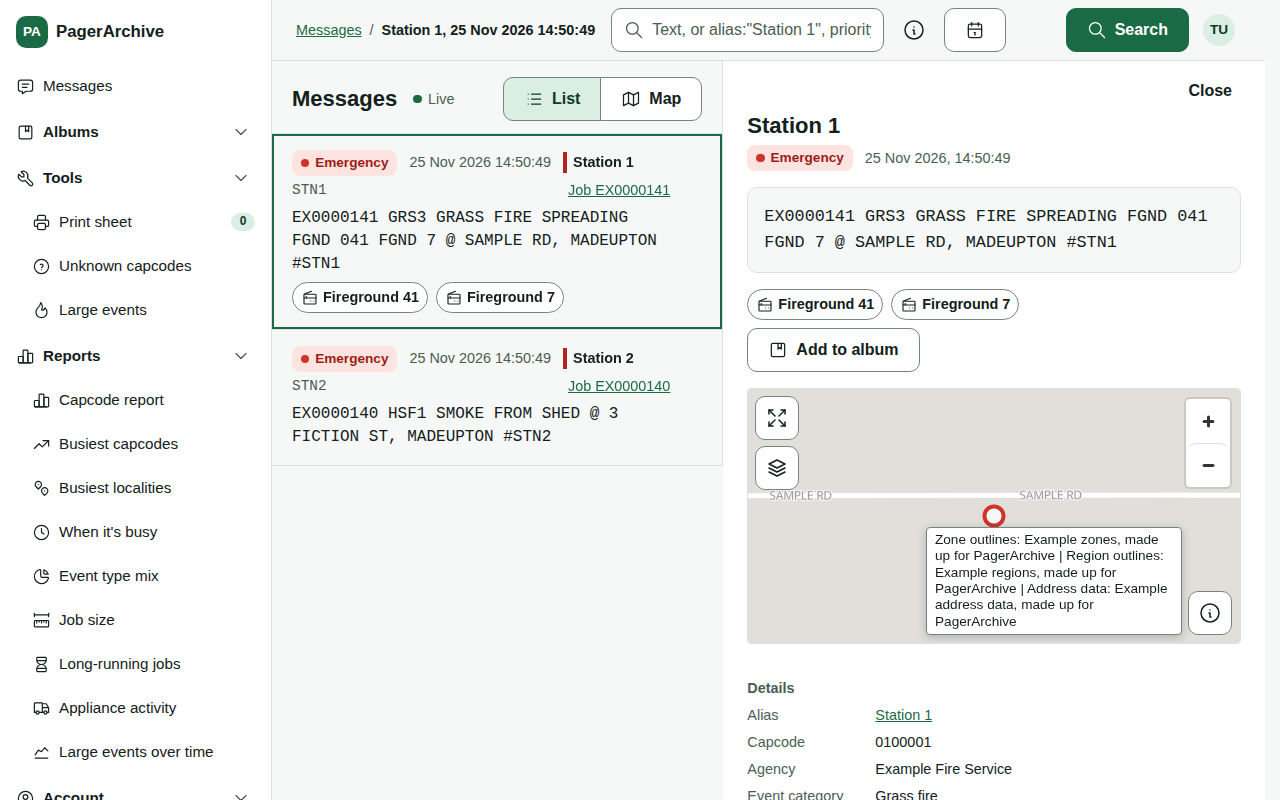 PA PagerArchive
Messages
Albums
Tools
Print sheet 0
Unknown capcodes
Large events
Reports
Capcode report
Busiest capcodes
Busiest localities
When it's busy
Event type mix
Job size
Long-running jobs
Appliance activity
Large events over time
Account
Messages / Station 1, 25 Nov 2026 14:50:49
Text, or alias:"Station 1", priority
Search
TU
Messages
Live
List
Map
Emergency 25 Nov 2026 14:50:49 Station 1
STN1 Job EX0000141
EX0000141 GRS3 GRASS FIRE SPREADING
FGND 041 FGND 7 @ SAMPLE RD, MADEUPTON
#STN1
Fireground 41 Fireground 7
Emergency 25 Nov 2026 14:50:49 Station 2
STN2 Job EX0000140
EX0000140 HSF1 SMOKE FROM SHED @ 3
FICTION ST, MADEUPTON #STN2
Close
Station 1
Emergency 25 Nov 2026, 14:50:49
EX0000141 GRS3 GRASS FIRE SPREADING FGND 041
FGND 7 @ SAMPLE RD, MADEUPTON #STN1
Fireground 41 Fireground 7
Add to album
SAMPLE RD SAMPLE RD
Zone outlines: Example zones, made
up for PagerArchive | Region outlines:
Example regions, made up for
PagerArchive | Address data: Example
address data, made up for
PagerArchive
Details
Alias Station 1
Capcode 0100001
Agency Example Fire Service
Event category Grass fire